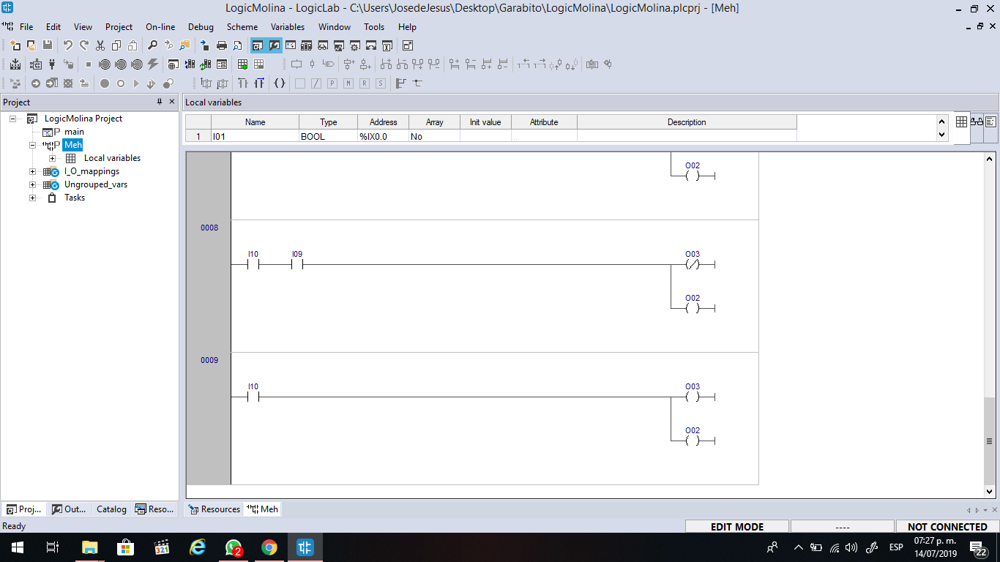 LogicMolina - LogicLab - C:\Users\JosedeJesus\Desktop\Garabito\LogicMolina\LogicMolina.plcprj - [Meh]
File Edit View Project On-line Debug Scheme Variables Window Tools Help
P N R S
Project
LogicMolina Project
main
Meh
Local variables
I_O_mappings
Ungrouped_vars
Tasks
Local variables
Name Type Address Array Init value Attribute Description
1 I01 BOOL %IX0.0 No ..
O02
0008
I10 I09 O03
O02
0009
I10 O03
O02
Proj... Out... Catalog Reso...
Resources Meh
Ready EDIT MODE ---- NOT CONNECTED
321 2 ESP 07:27 p. m.
14/07/2019 22